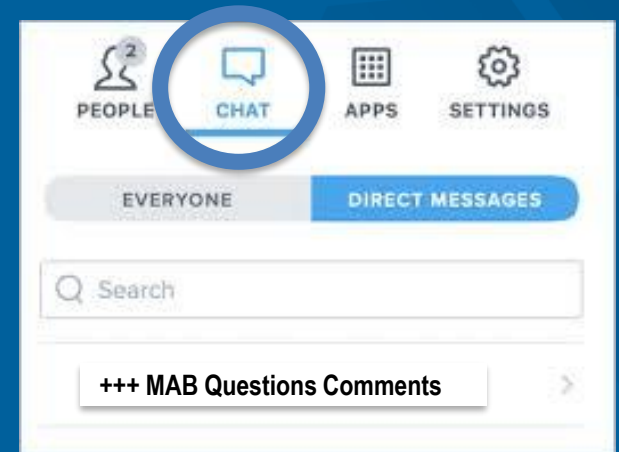 2
PEOPLE CHAT APPS SETTINGS
EVERYONE DIRECT MESSAGES
Search
+++ MAB Questions Comments